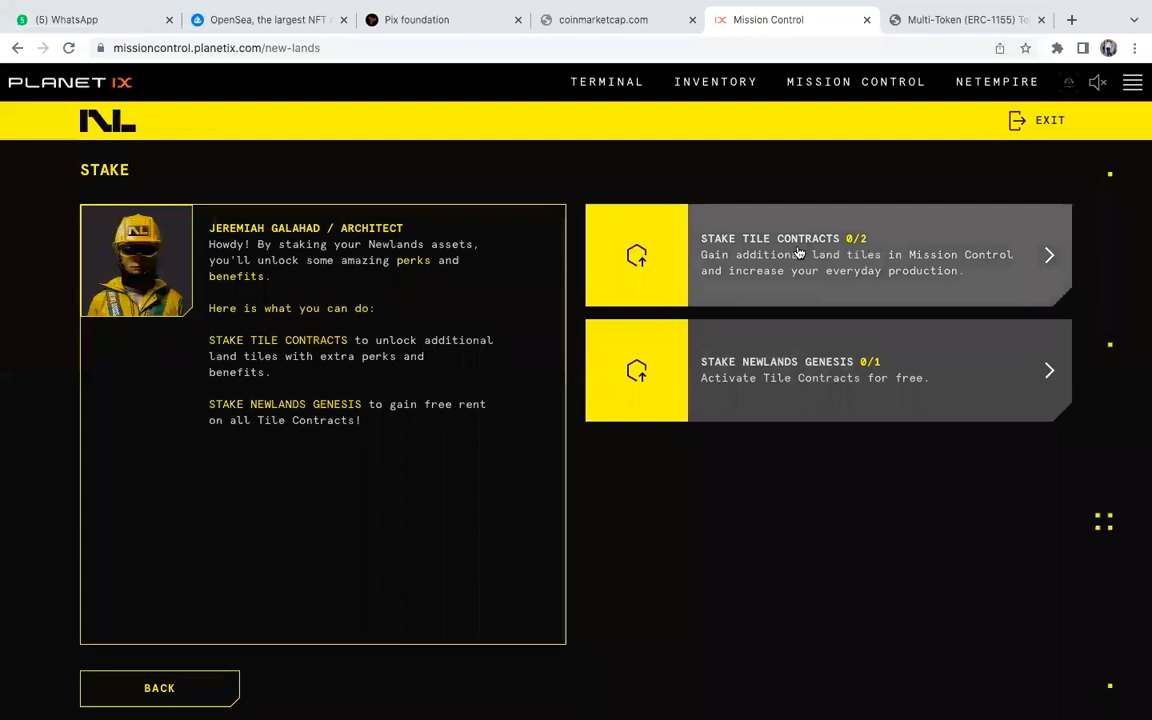 (5) WhatsApp
OpenSea, the largest NFT
Pix foundation
coinmarketcap.com
Mission Control
Multi-Token (ERC-1155) To
missioncontrol.planetix.com/new-lands
PLANET IX
TERMINAL
INVENTORY
MISSION CONTROL
NETEMPIRE
NL
EXIT
STAKE
JEREMIAH GALAHAD / ARCHITECT
Howdy! By staking your Newlands assets,
you'll unlock some amazing perks and
benefits.
Here is what you can do:
STAKE TILE CONTRACTS to unlock additional
land tiles with extra perks and
benefits.
STAKE NEWLANDS GENESIS to gain free rent
on all Tile Contracts!
STAKE TILE CONTRACTS 0/2
Gain additional land tiles in Mission Control
and increase your everyday production.
STAKE NEWLANDS GENESIS 0/1
Activate Tile Contracts for free.
BACK